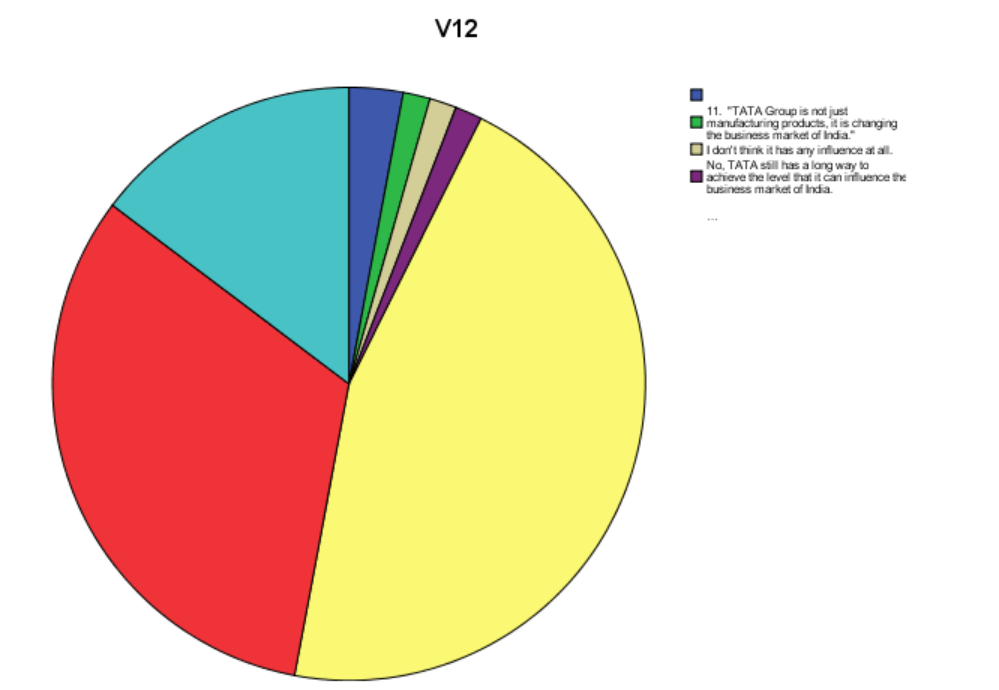 V12
11. "TATA Group is not just
manufacturing products, it is changing
the business market of India."
I don't think it has any influence at all.
No, TATA still has a long way to
achieve the level that it can influence the
business market of India.
...